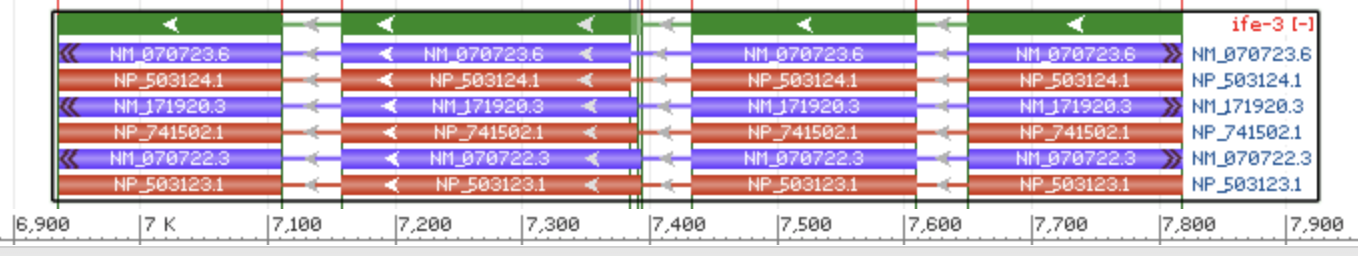 ife-3 [-]
NM_070723.6 NM_070723.6 NM_070723.6 NM_070723.6 NM_070723.6
NP_503124.1 NP_503124.1 NP_503124.1 NP_503124.1 NP_503124.1
NM_171920.3 NM_171920.3 NM_171920.3 NM_171920.3 NM_171920.3
NP_741502.1 NP_741502.1 NP_741502.1 NP_741502.1 NP_741502.1
NM_070722.3 NM_070722.3 NM_070722.3 NM_070722.3 NM_070722.3
NP_503123.1 NP_503123.1 NP_503123.1 NP_503123.1 NP_503123.1
6,900 7 K 7,100 7,200 7,300 7,400 7,500 7,600 7,700 7,800 7,900